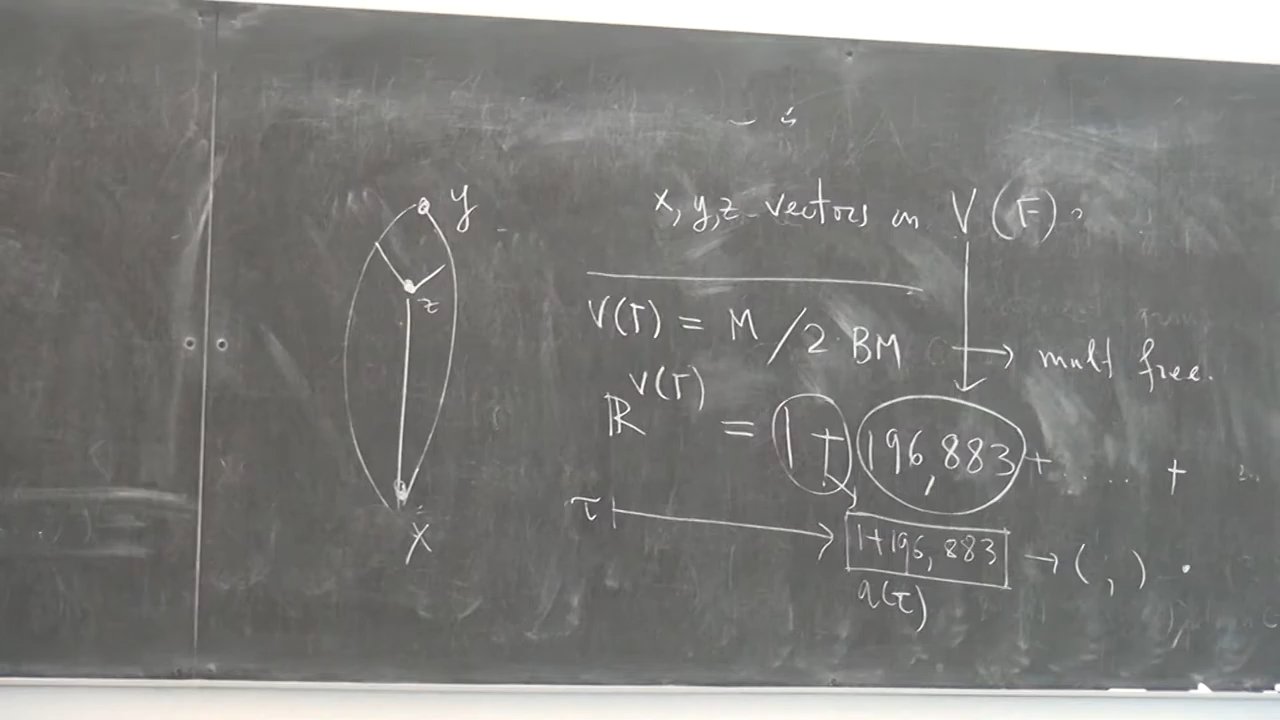 y
z
x
x, y, z vectors in V(Γ).
V(Γ) = M / 2·BM → mult free.
ℝ^V(Γ) = 1 + 196,883 + .... +
τ ↦ 1+196,883 → ( , ) ·
a(τ)